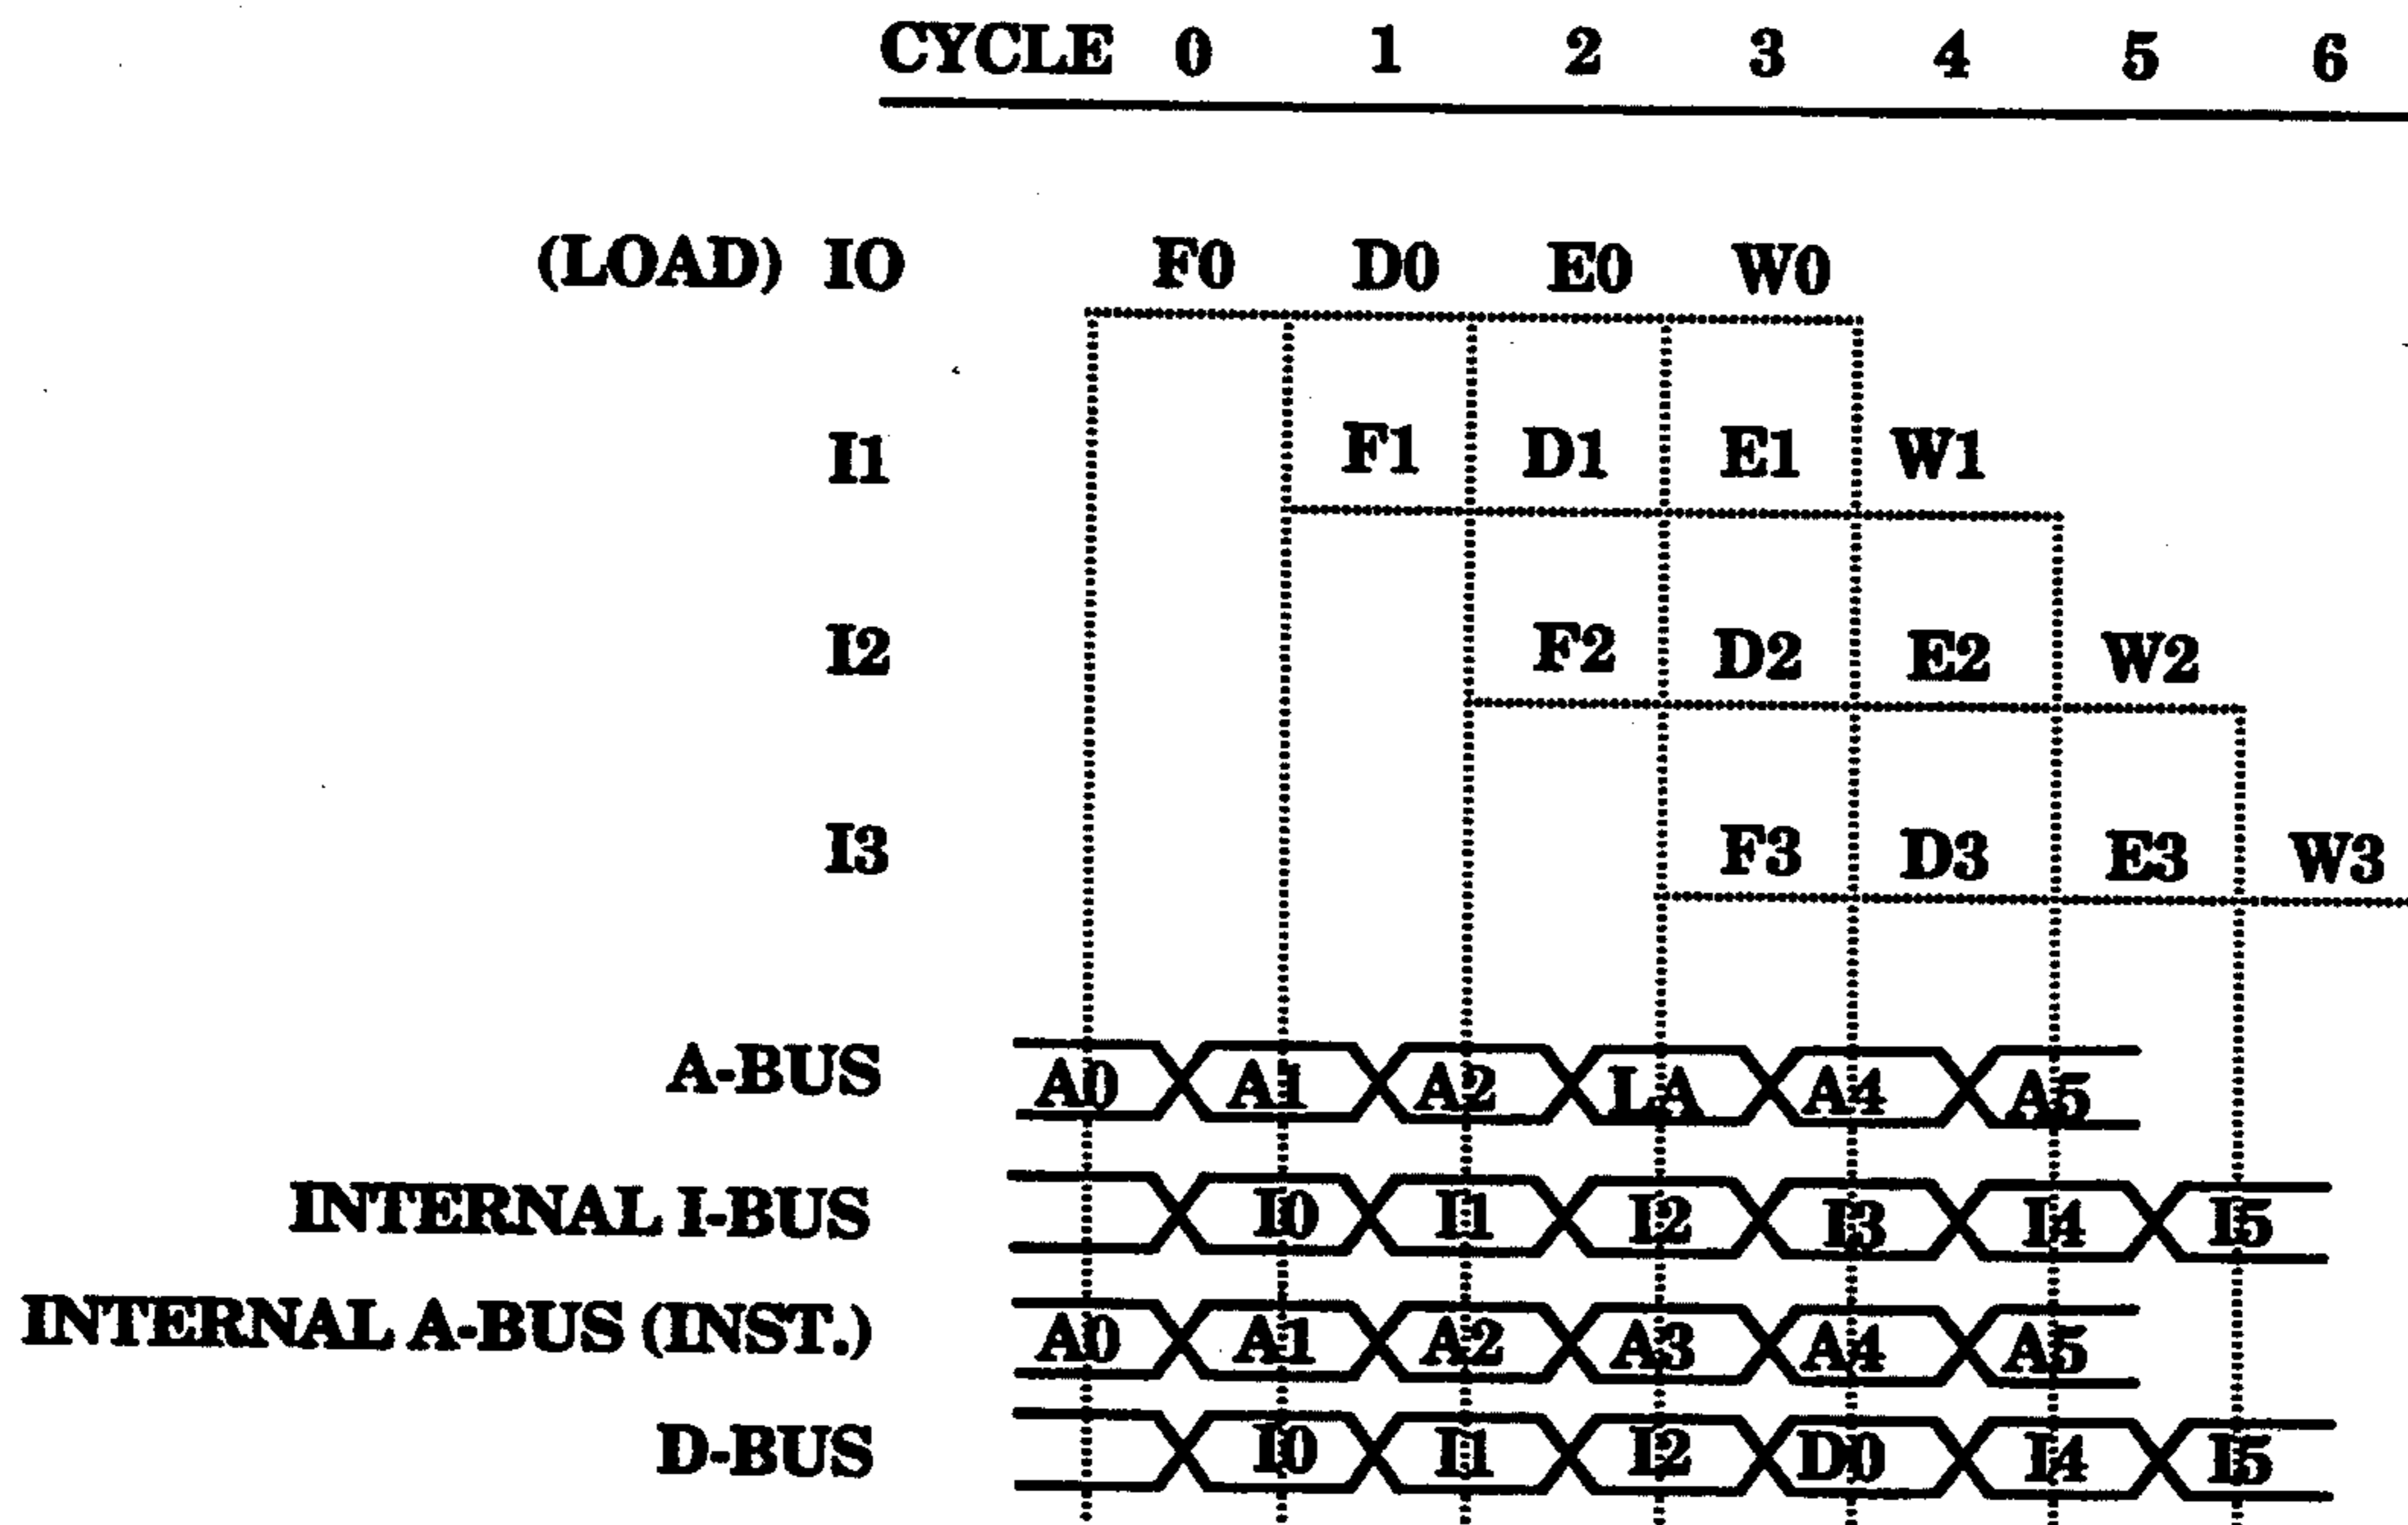 CYCLE 0 1 2 3 4 5 6
(LOAD) IO F0 D0 E0 W0
I1 F1 D1 E1 W1
I2 F2 D2 E2 W2
I3 F3 D3 E3 W3
A-BUS A0 A1 A2 LA A4 A5
INTERNAL I-BUS I0 I1 I2 I3 I4 I5
INTERNAL A-BUS (INST.) A0 A1 A2 A3 A4 A5
D-BUS I0 I1 I2 D0 I4 I5